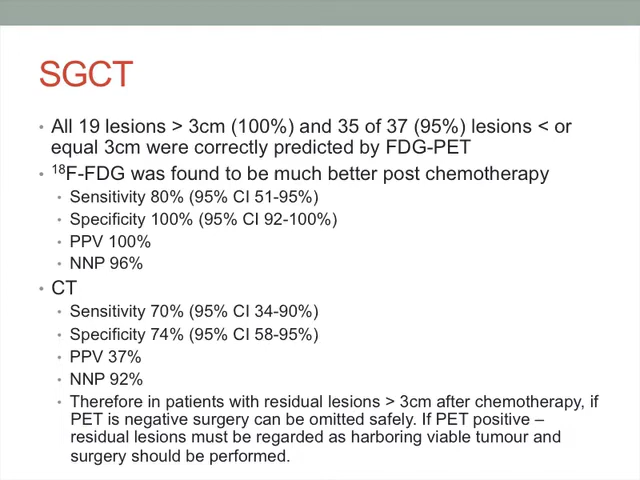 SGCT
• All 19 lesions > 3cm (100%) and 35 of 37 (95%) lesions < or
equal 3cm were correctly predicted by FDG-PET
• ¹⁸F-FDG was found to be much better post chemotherapy
• Sensitivity 80% (95% CI 51-95%)
• Specificity 100% (95% CI 92-100%)
• PPV 100%
• NNP 96%
• CT
• Sensitivity 70% (95% CI 34-90%)
• Specificity 74% (95% CI 58-95%)
• PPV 37%
• NNP 92%
• Therefore in patients with residual lesions > 3cm after chemotherapy, if
PET is negative surgery can be omitted safely. If PET positive –
residual lesions must be regarded as harboring viable tumour and
surgery should be performed.